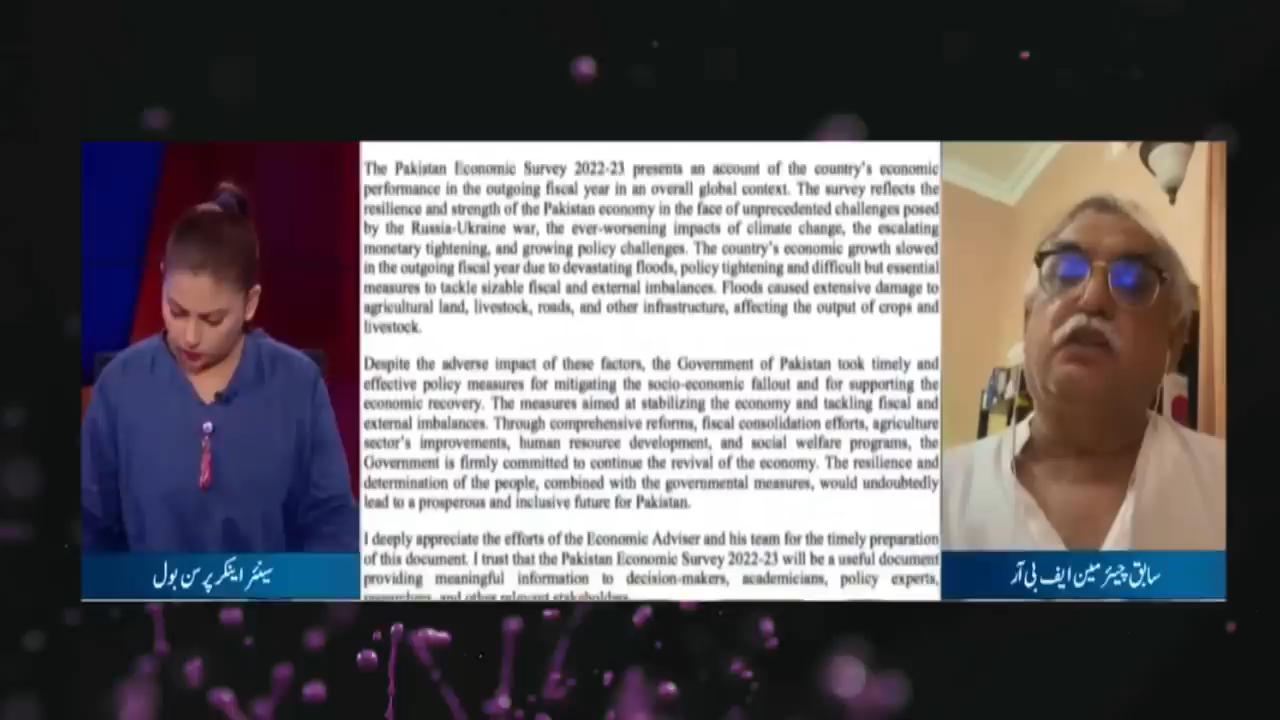 The Pakistan Economic Survey 2022-23 presents an account of the country's economic
performance in the outgoing fiscal year in an overall global context. The survey reflects the
resilience and strength of the Pakistan economy in the face of unprecedented challenges posed
by the Russia-Ukraine war, the ever-worsening impacts of climate change, the escalating
monetary tightening, and growing policy challenges. The country's economic growth slowed
in the outgoing fiscal year due to devastating floods, policy tightening and difficult but essential
measures to tackle sizable fiscal and external imbalances. Floods caused extensive damage to
agricultural land, livestock, roads, and other infrastructure, affecting the output of crops and
livestock.
Despite the adverse impact of these factors, the Government of Pakistan took timely and
effective policy measures for mitigating the socio-economic fallout and for supporting the
economic recovery. The measures aimed at stabilizing the economy and tackling fiscal and
external imbalances. Through comprehensive reforms, fiscal consolidation efforts, agriculture
sector's improvements, human resource development, and social welfare programs, the
Government is firmly committed to continue the revival of the economy. The resilience and
determination of the people, combined with the governmental measures, would undoubtedly
lead to a prosperous and inclusive future for Pakistan.
I deeply appreciate the efforts of the Economic Adviser and his team for the timely preparation
of this document. I trust that the Pakistan Economic Survey 2022-23 will be a useful document
providing meaningful information to decision-makers, academicians, policy experts,
researchers, and other relevant stakeholders.
سینئر اینکر پرسن بول
سابق چیئرمین ایف بی آر